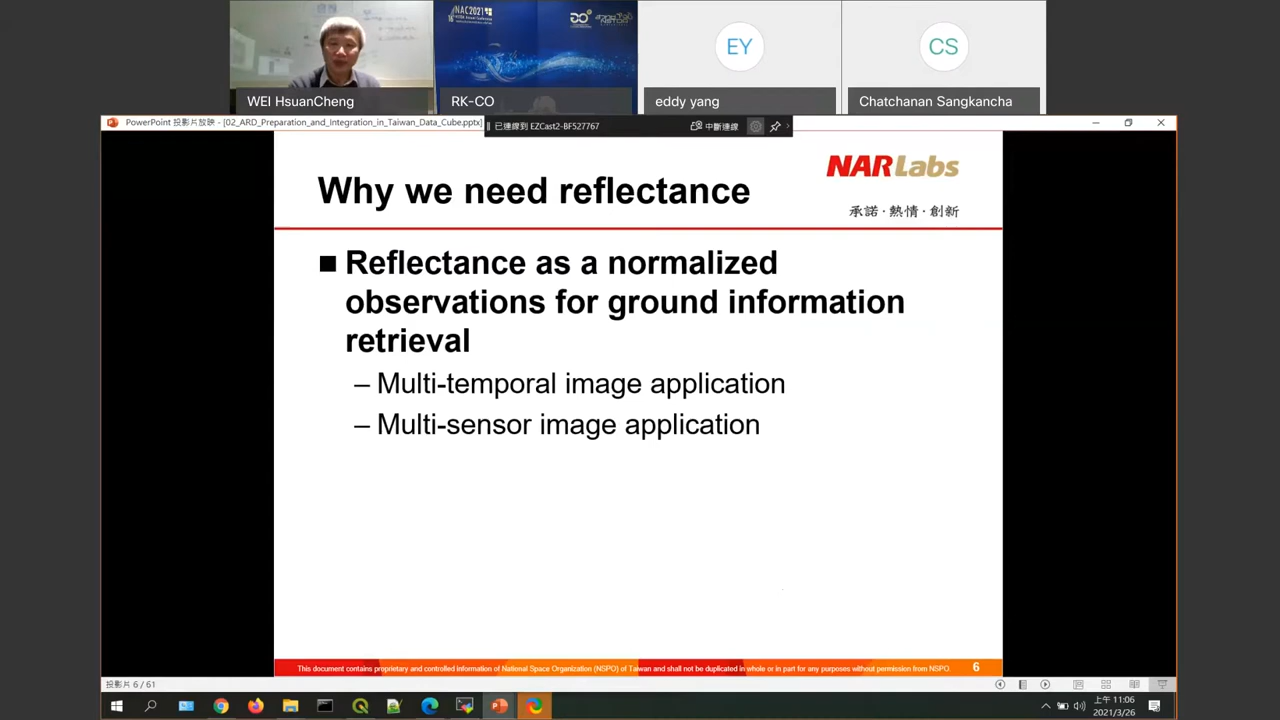 NAC2021
EY
CS
WEI HsuanCheng
RK-CO
eddy yang
Chatchanan Sangkancha
PowerPoint 投影片放映 - [02_ARD_Preparation_and_Integration_in_Taiwan_Data_Cube.pptx]
已連線到 EZCast2-BF527767
中斷連線
NARLabs
承諾·熱情·創新
Why we need reflectance
■ Reflectance as a normalized
observations for ground information
retrieval
– Multi-temporal image application
– Multi-sensor image application
This document contains proprietary and controlled information of National Space Organization (NSPO) of Taiwan and shall not be duplicated in whole or in part for any purposes without permission from NSPO.
6
投影片 6 / 61
上午 11:06
2021/3/26